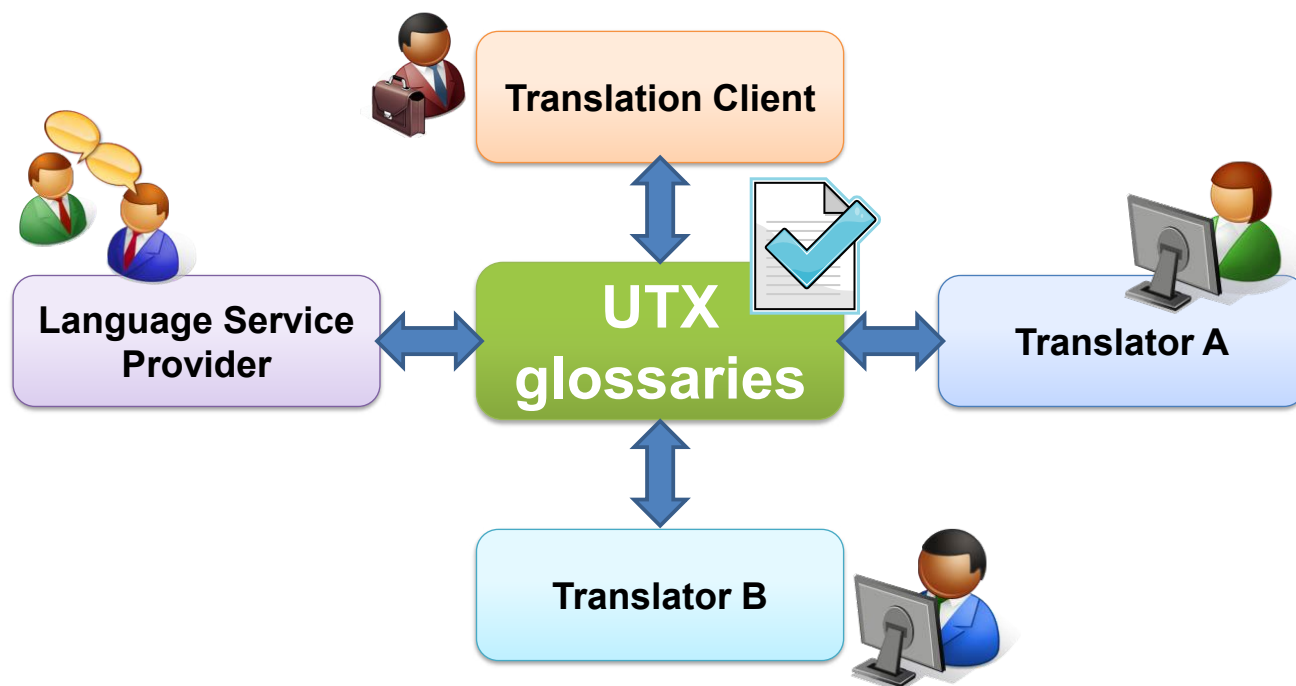 Translation Client
Language Service
Provider
UTX
glossaries
Translator A
Translator B